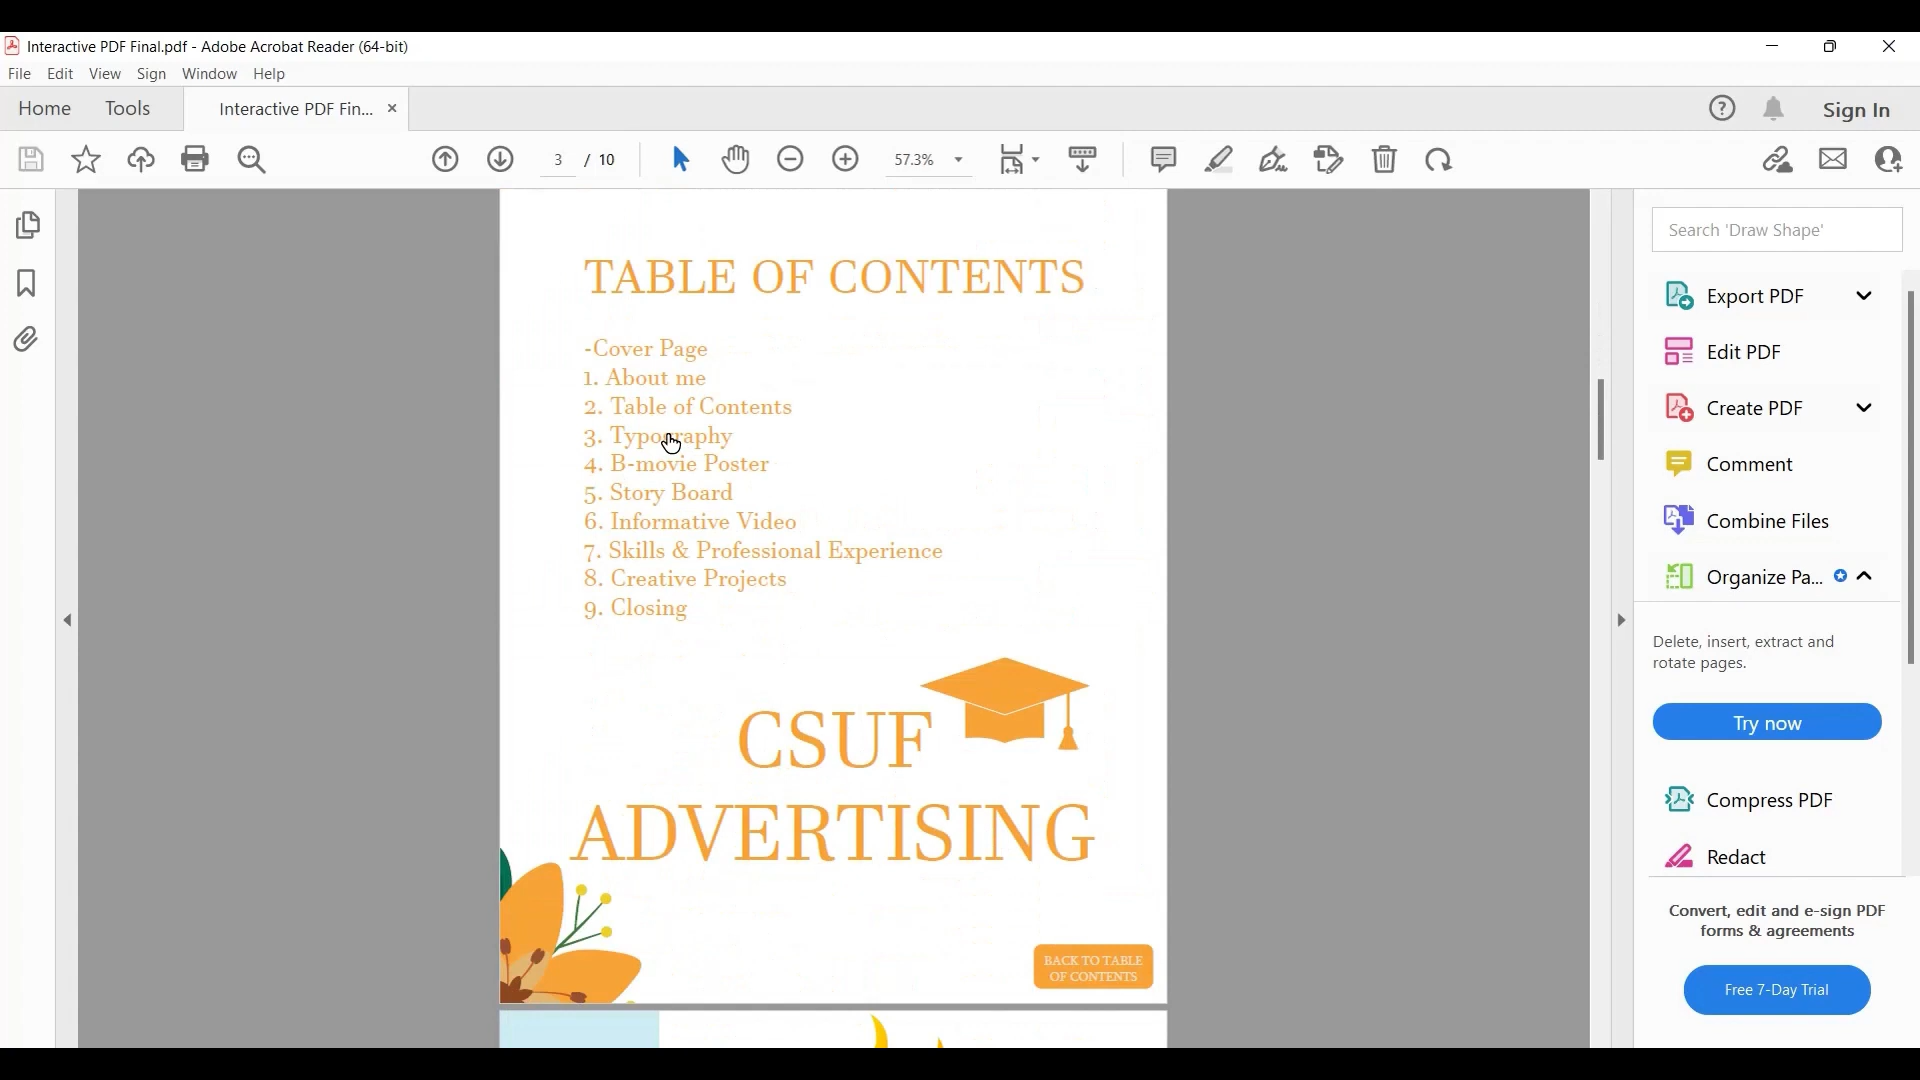 Interactive PDF Final.pdf - Adobe Acrobat Reader (64-bit)
File Edit View Sign Window Help
Home Tools Interactive PDF Fin... Sign In
3 / 10 57.3%
Search 'Draw Shape'
TABLE OF CONTENTS
-Cover Page
1. About me
2. Table of Contents
3. Typography
4. B-movie Poster
5. Story Board
6. Informative Video
7. Skills & Professional Experience
8. Creative Projects
9. Closing
CSUF
ADVERTISING
BACK TO TABLE
OF CONTENTS
Export PDF
Edit PDF
Create PDF
Comment
Combine Files
Organize Pa...
Delete, insert, extract and
rotate pages.
Try now
Compress PDF
Redact
Convert, edit and e-sign PDF
forms & agreements
Free 7-Day Trial